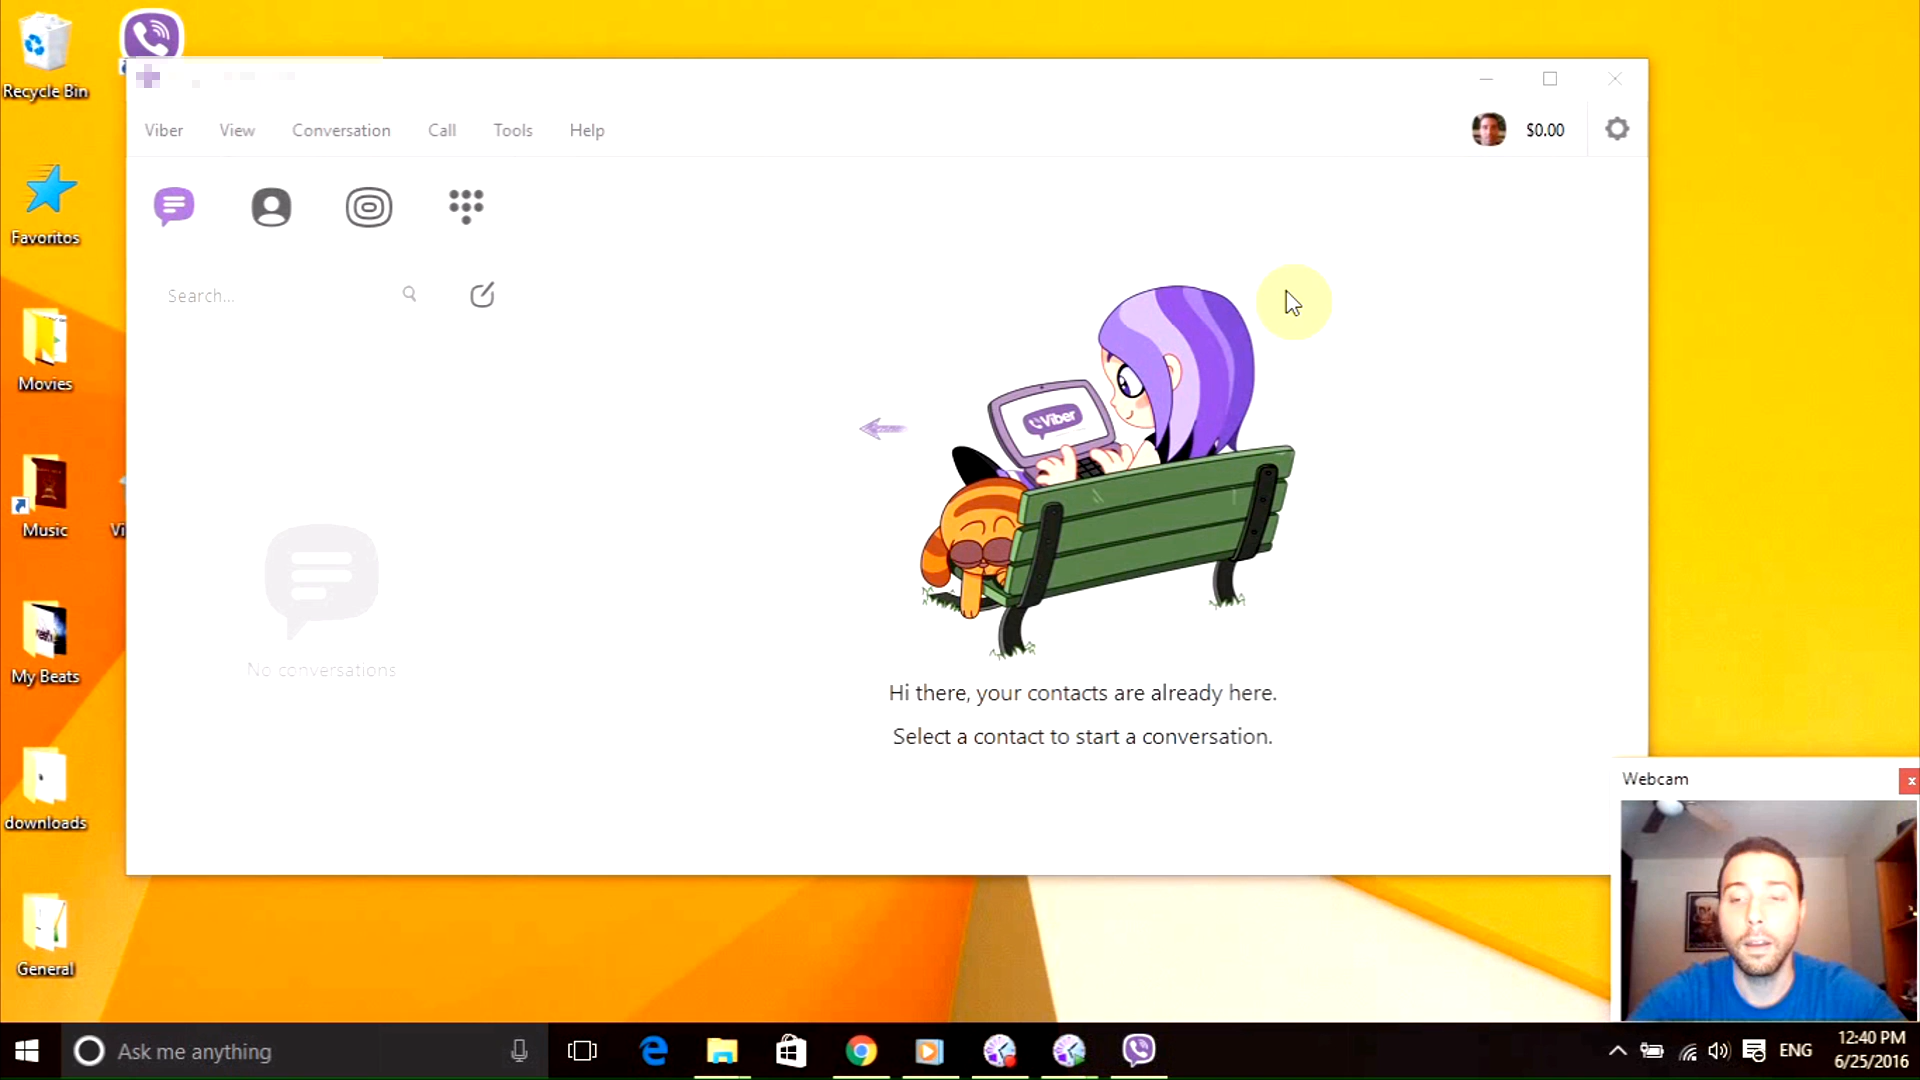 Recycle Bin
Favoritos
Movies
Music
Vi
My Beats
downloads
General
Viber View Conversation Call Tools Help
$0.00
Search...
No conversations
Viber
Hi there, your contacts are already here.
Select a contact to start a conversation.
Webcam
x
Ask me anything
ENG
12:40 PM
6/25/2016